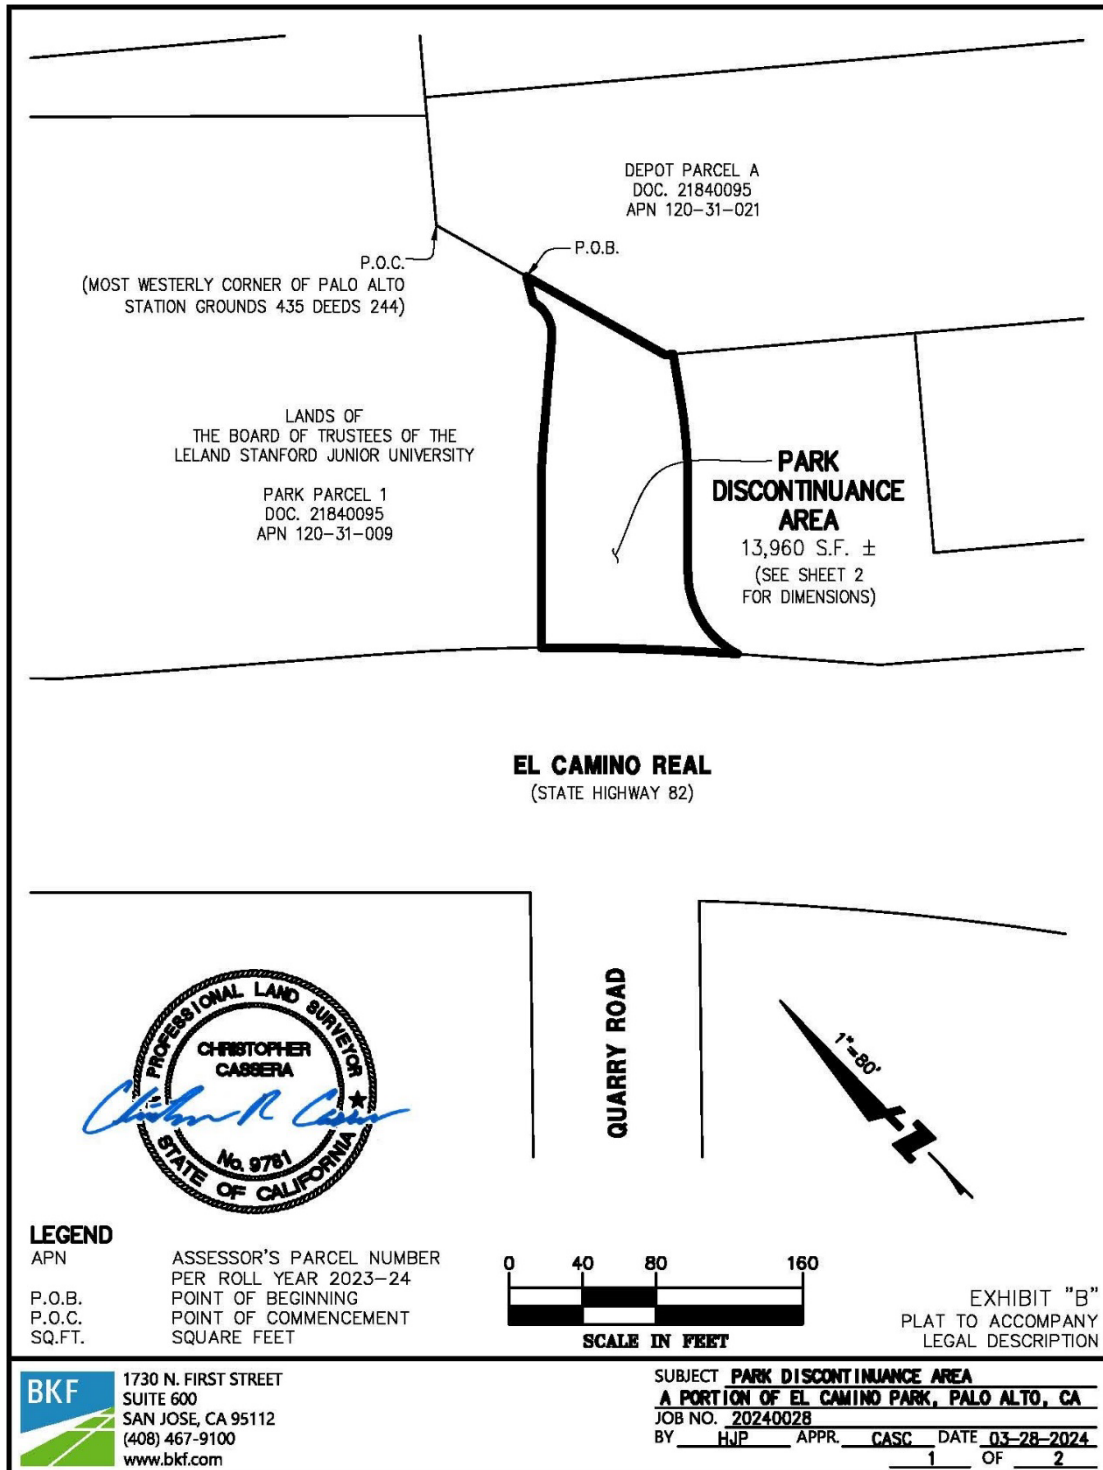 DEPOT PARCEL A
DOC. 21840095
APN 120-31-021
P.O.B.
P.O.C.
(MOST WESTERLY CORNER OF PALO ALTO
STATION GROUNDS 435 DEEDS 244)
LANDS OF
THE BOARD OF TRUSTEES OF THE
LELAND STANFORD JUNIOR UNIVERSITY
PARK PARCEL 1
DOC. 21840095
APN 120-31-009
PARK
DISCONTINUANCE
AREA
13,960 S.F. ±
(SEE SHEET 2
FOR DIMENSIONS)
EL CAMINO REAL
(STATE HIGHWAY 82)
QUARRY ROAD
PROFESSIONAL LAND SURVEYOR
CHRISTOPHER
CASSERA
No. 9781
STATE OF CALIFORNIA
1"=80'
N
LEGEND
APN ASSESSOR'S PARCEL NUMBER
PER ROLL YEAR 2023-24
P.O.B. POINT OF BEGINNING
P.O.C. POINT OF COMMENCEMENT
SQ.FT. SQUARE FEET
0 40 80 160
SCALE IN FEET
EXHIBIT "B"
PLAT TO ACCOMPANY
LEGAL DESCRIPTION
BKF
1730 N. FIRST STREET
SUITE 600
SAN JOSE, CA 95112
(408) 467-9100
www.bkf.com
SUBJECT PARK DISCONTINUANCE AREA
A PORTION OF EL CAMINO PARK, PALO ALTO, CA
JOB NO. 20240028
BY HJP APPR. CASC DATE 03-28-2024
1 OF 2